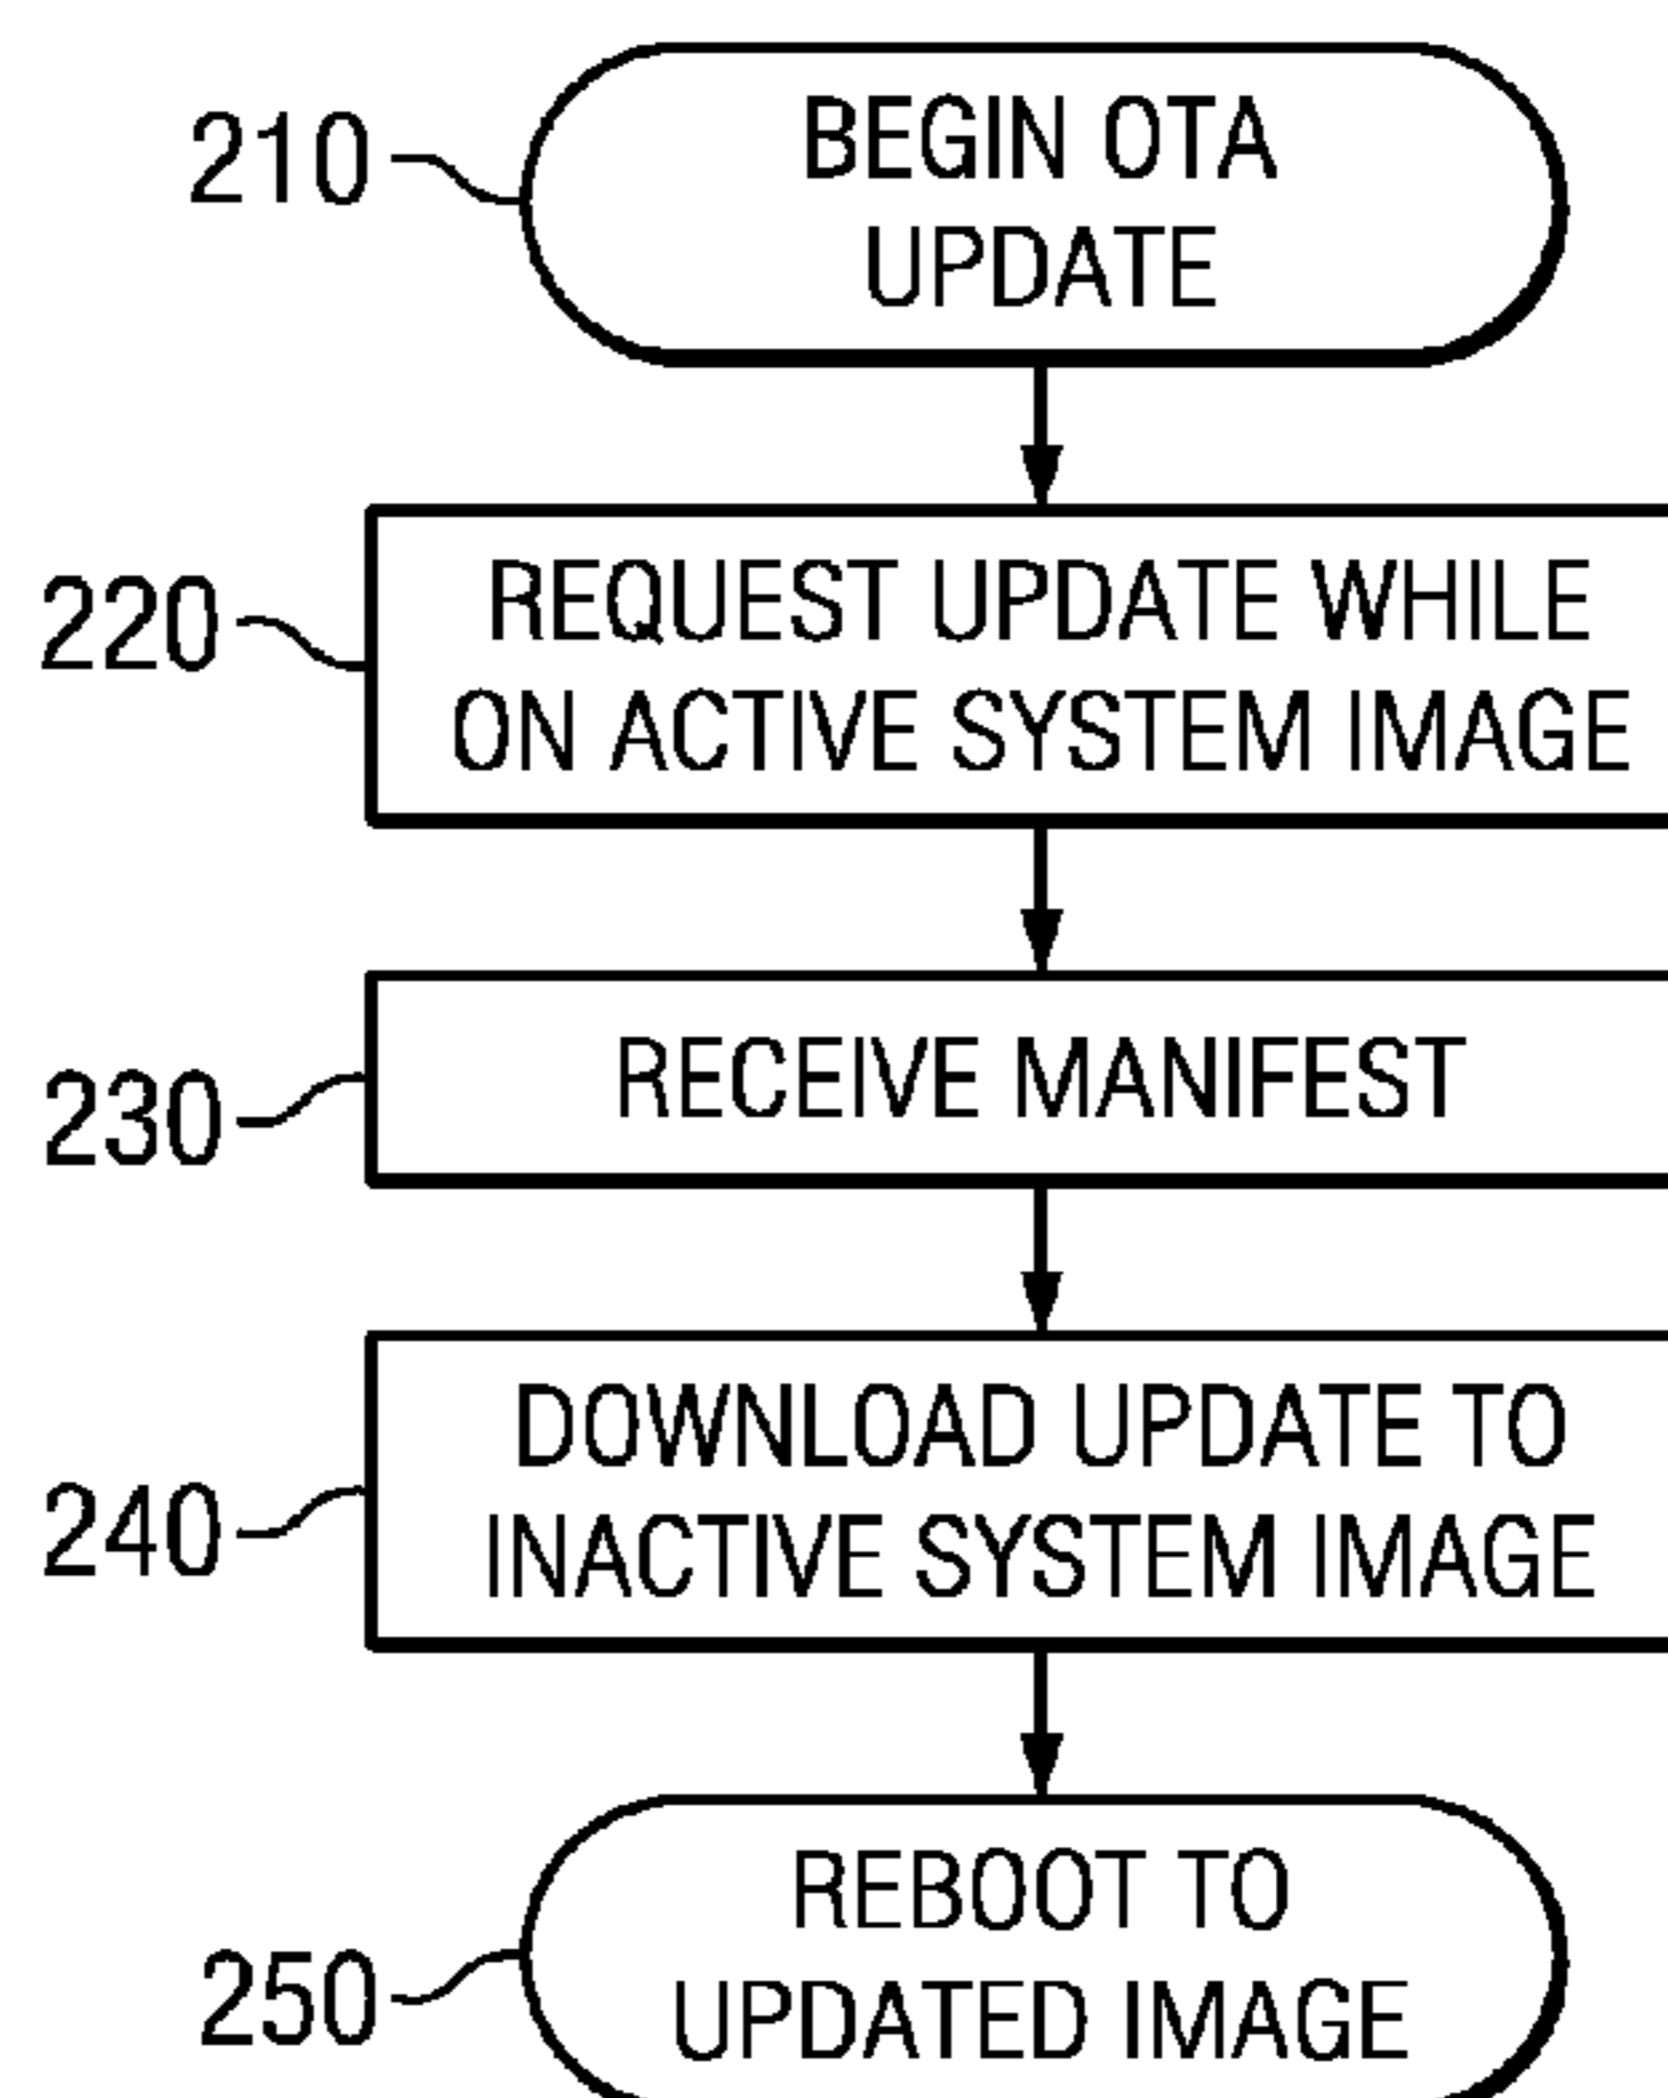 210
BEGIN OTA
UPDATE
220
REQUEST UPDATE WHILE
ON ACTIVE SYSTEM IMAGE
230
RECEIVE MANIFEST
240
DOWNLOAD UPDATE TO
INACTIVE SYSTEM IMAGE
250
REBOOT TO
UPDATED IMAGE